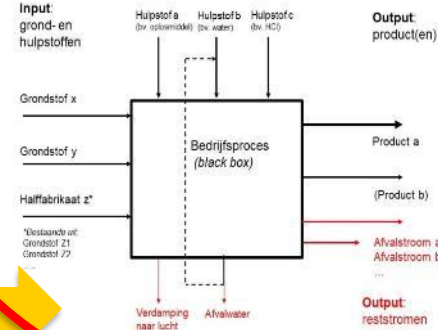 Input:
grond- en
hulpstoffen
Hulpstof a
(bv. oplosmiddel)
Hulpstof b
(bv. water)
Hulpstof c
(bv. HCl)
Output:
product(en)
Grondstof x
Grondstof y
Halffabrikaat z*
*Bestaande uit:
Grondstof Z1
Grondstof Z2
Bedrijfsproces
(black box)
Product a
(Product b)
Afvalstroom a
Afvalstroom b
...
Verdamping
naar lucht
Afvalwater
Output:
reststromen